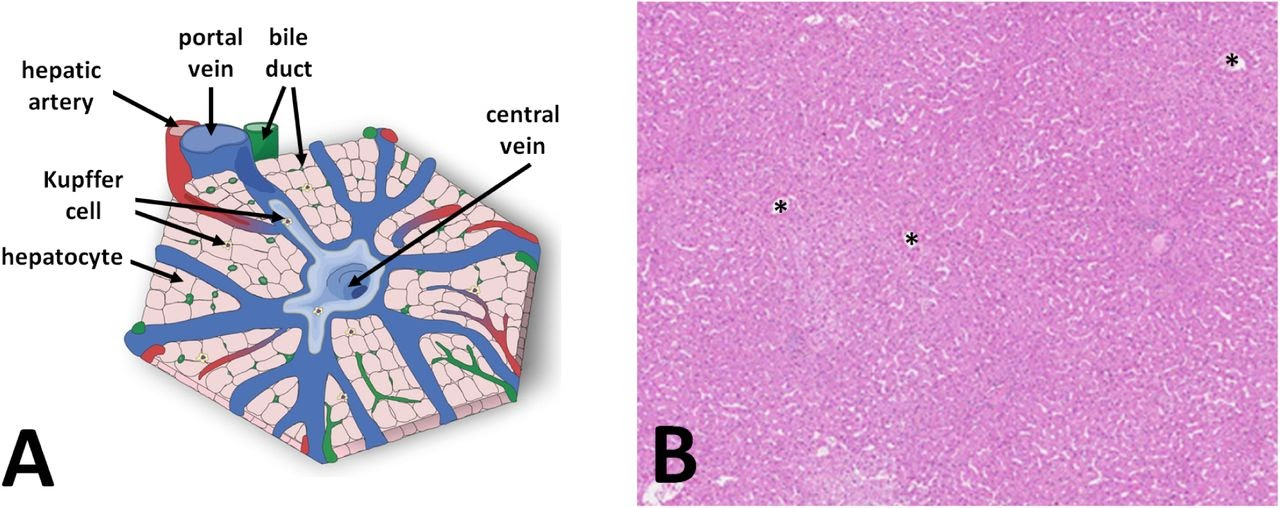 portal
vein
bile
duct
hepatic
artery
central
vein
Kupffer
cell
hepatocyte
A
*
*
*
B